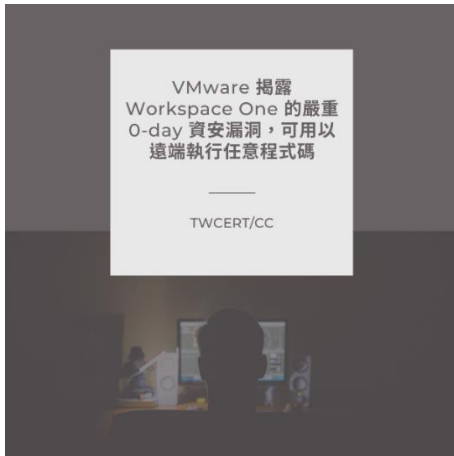 VMware 揭露
Workspace One 的嚴重
0-day 資安漏洞，可用以
遠端執行任意程式碼
TWCERT/CC